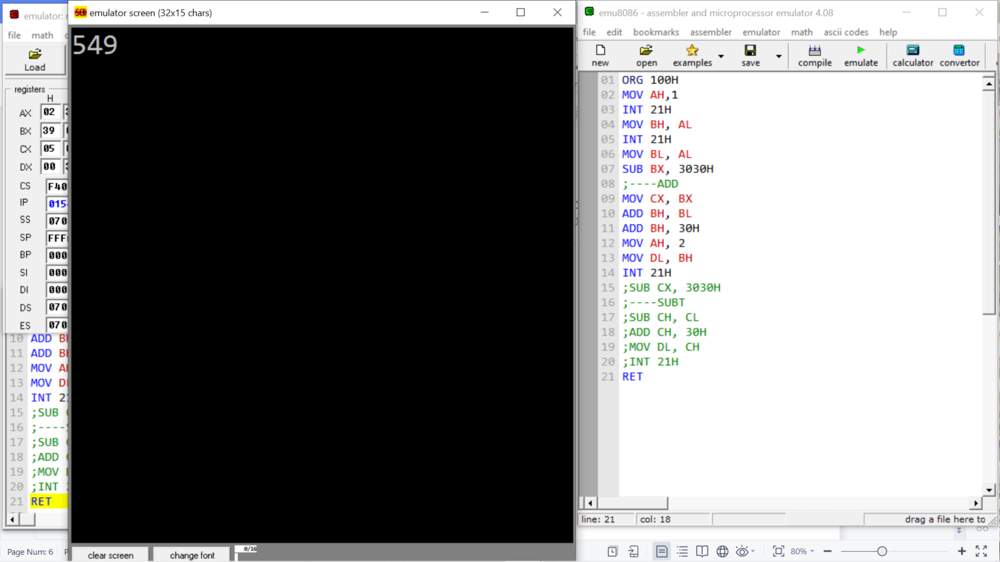 emulator: r
file math
Load
registers
H
AX 02
BX 39
CX 05
DX 00
CS F40
IP 015
SS 070
SP FFF
BP 000
SI 000
DI 000
DS 070
ES 070
10 ADD B
11 ADD B
12 MOV A
13 MOV D
14 INT 21
15 ;SUB
16 ;----
17 ;SUB
18 ;ADD
19 ;MOV
20 ;INT
21 RET
Page Num: 6 P
SCR emulator screen (32x15 chars)
549
clear screen change font 0/16
emu8086 - assembler and microprocessor emulator 4.08
file edit bookmarks assembler emulator math ascii codes help
new open examples save compile emulate calculator convertor
01 ORG 100H
02 MOV AH,1
03 INT 21H
04 MOV BH, AL
05 INT 21H
06 MOV BL, AL
07 SUB BX, 3030H
08 ;----ADD
09 MOV CX, BX
10 ADD BH, BL
11 ADD BH, 30H
12 MOV AH, 2
13 MOV DL, BH
14 INT 21H
15 ;SUB CX, 3030H
16 ;----SUBT
17 ;SUB CH, CL
18 ;ADD CH, 30H
19 ;MOV DL, CH
20 ;INT 21H
21 RET
line: 21 col: 18 drag a file here to
80%